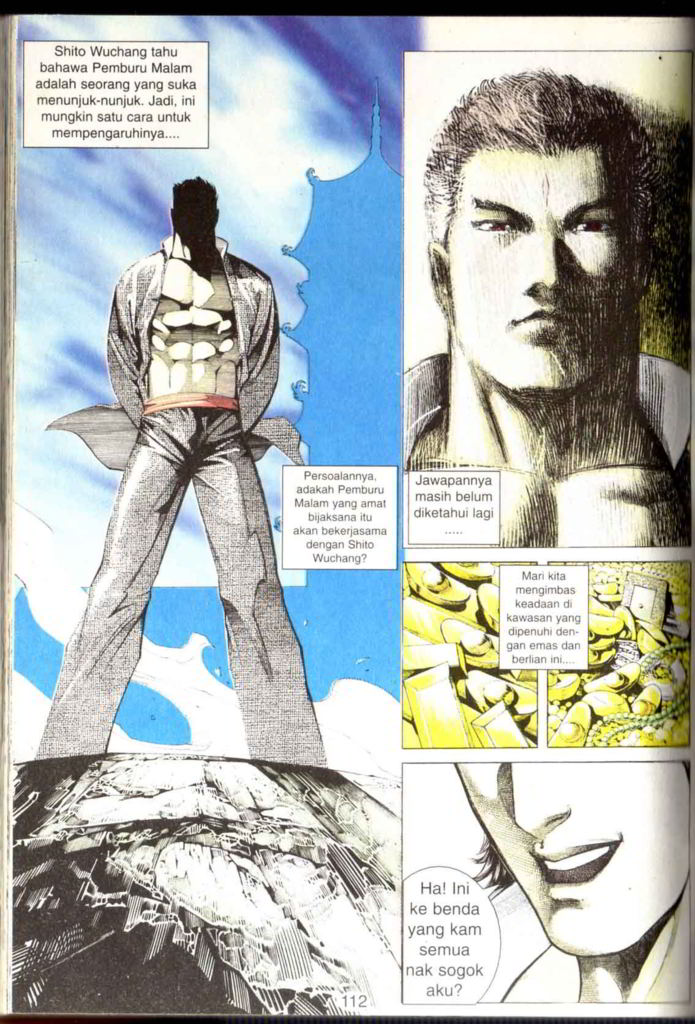 Shito Wuchang tahu
bahawa Pemburu Malam
adalah seorang yang suka
menunjuk-nunjuk. Jadi, ini
mungkin satu cara untuk
mempengaruhinya....
Persoalannya,
adakah Pemburu
Malam yang amat
bijaksana itu
akan bekerjasama
dengan Shito
Wuchang?
Jawapannya
masih belum
diketahui lagi
.....
Mari kita
mengimbas
keadaan di
kawasan yang
dipenuhi den-
gan emas dan
berlian ini....
Ha! Ini
ke benda
yang kam
semua
nak sogok
aku?
112